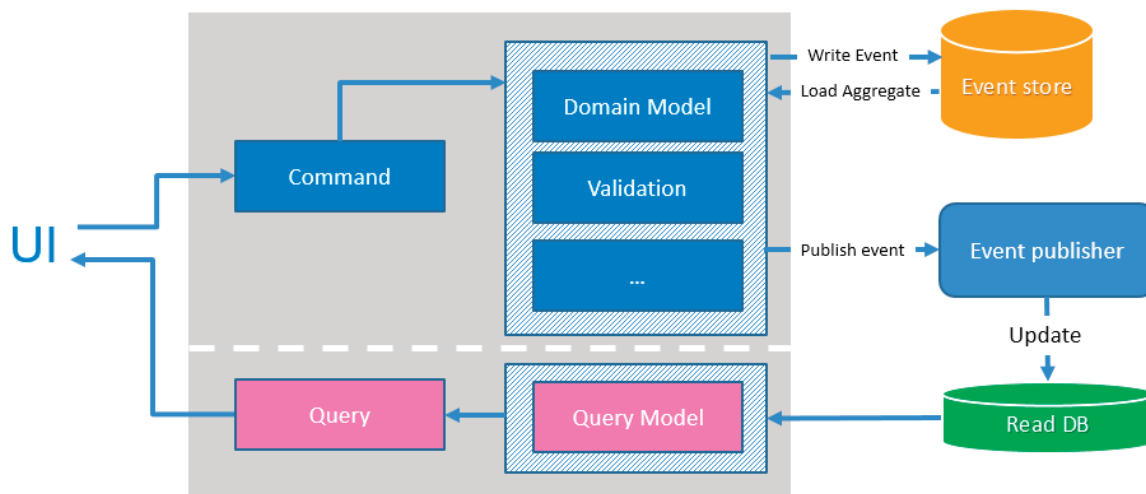 Write Event
Event store
Load Aggregate
Domain Model
Command
Validation
UI
Publish event
Event publisher
...
Update
Query
Query Model
Read DB